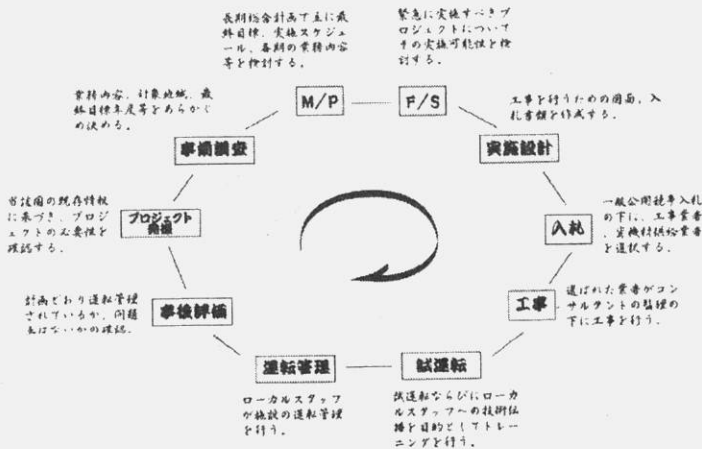 長期総合計画で主に最
終目標、実施スケジュ
ール、各期の業務内容
等を検討する。
緊急に実施すべきプ
ロジェクトについて
その実施可能性を検
討する。
M/P
F/S
業務内容、対象地域、最
終目標年度等をあらかじ
め決める。
工事を行うための図面、入
札書類を作成する。
事前調査
実施設計
当該国の既存情報
に基づき、プロジ
ェクトの必要性を
確認する。
プロジェクト
発掘
入札
一般公開競争入札
の下に、工事業者
、資機材供給業者
を選択する。
計画どおり運転管理
されているか、問題
点はないかの確認。
事後評価
工事
選ばれた業者がコン
サルタントの監理の
下に工事を行う。
運転管理
試運転
ローカルスタッフ
が施設の運転管理
を行う。
試運転ならびにローカ
ルスタッフへの技術伝
播を目的としてトレー
ニングを行う。